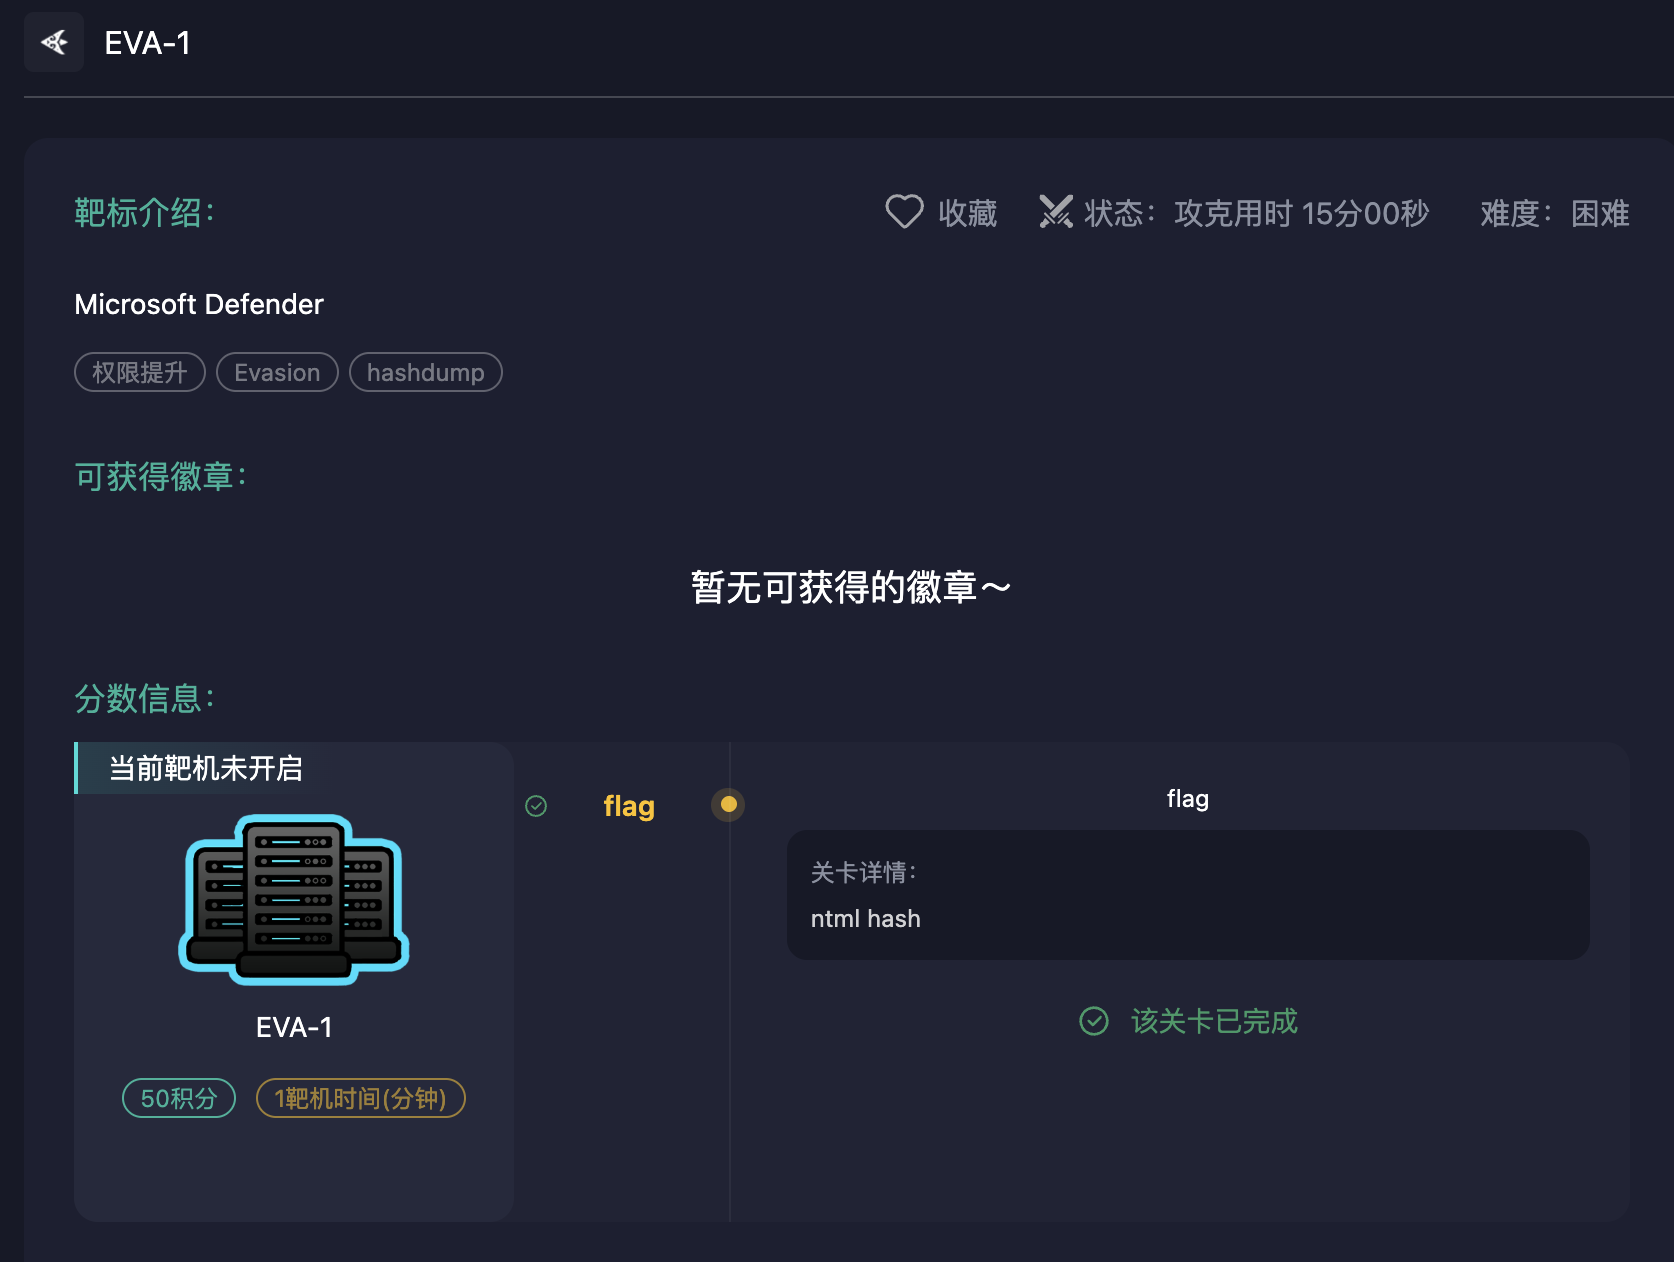 EVA-1
靶标介绍：
收藏
状态：攻克用时 15分00秒
难度：困难
Microsoft Defender
权限提升
Evasion
hashdump
可获得徽章：
暂无可获得的徽章～
分数信息：
当前靶机未开启
flag
flag
关卡详情：
ntml hash
该关卡已完成
EVA-1
50积分
1靶机时间(分钟)